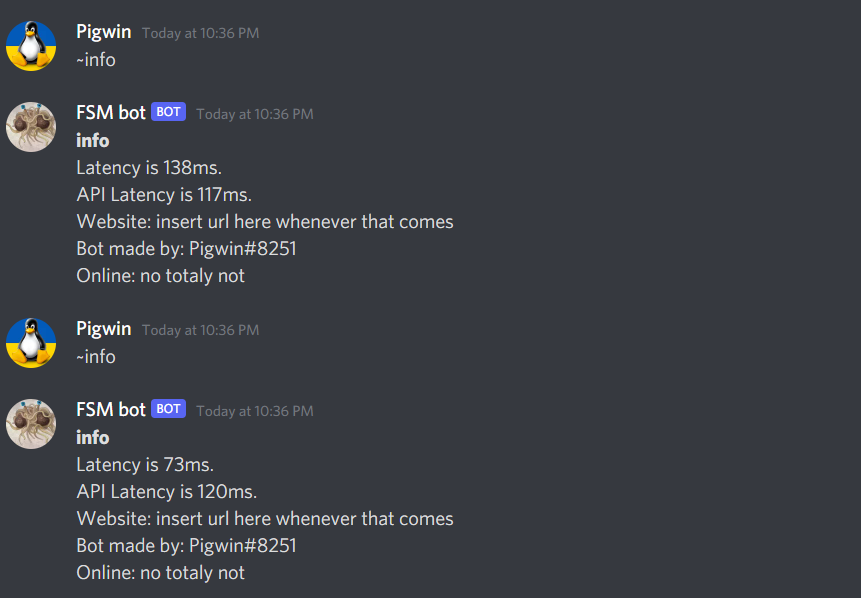 Pigwin Today at 10:36 PM
~info
FSM bot BOT Today at 10:36 PM
info
Latency is 138ms.
API Latency is 117ms.
Website: insert url here whenever that comes
Bot made by: Pigwin#8251
Online: no totaly not
Pigwin Today at 10:36 PM
~info
FSM bot BOT Today at 10:36 PM
info
Latency is 73ms.
API Latency is 120ms.
Website: insert url here whenever that comes
Bot made by: Pigwin#8251
Online: no totaly not